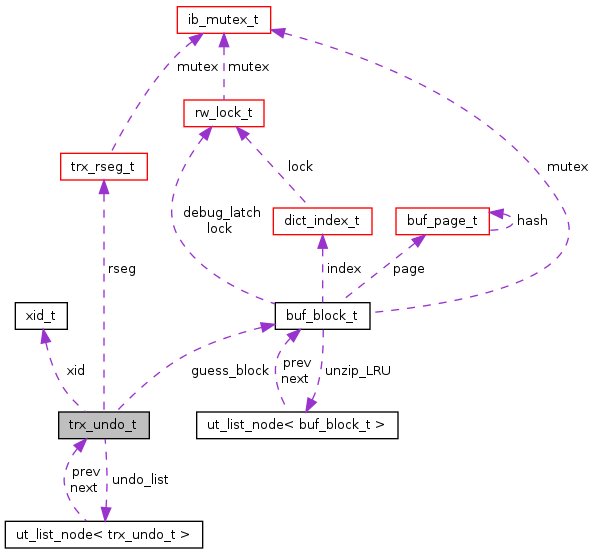 ib_mutex_t
mutex
mutex
rw_lock_t
trx_rseg_t
lock
mutex
debug_latch
lock
dict_index_t
buf_page_t
hash
rseg
index
page
xid_t
buf_block_t
xid
guess_block
prev
next
unzip_LRU
trx_undo_t
ut_list_node< buf_block_t >
prev
next
undo_list
ut_list_node< trx_undo_t >